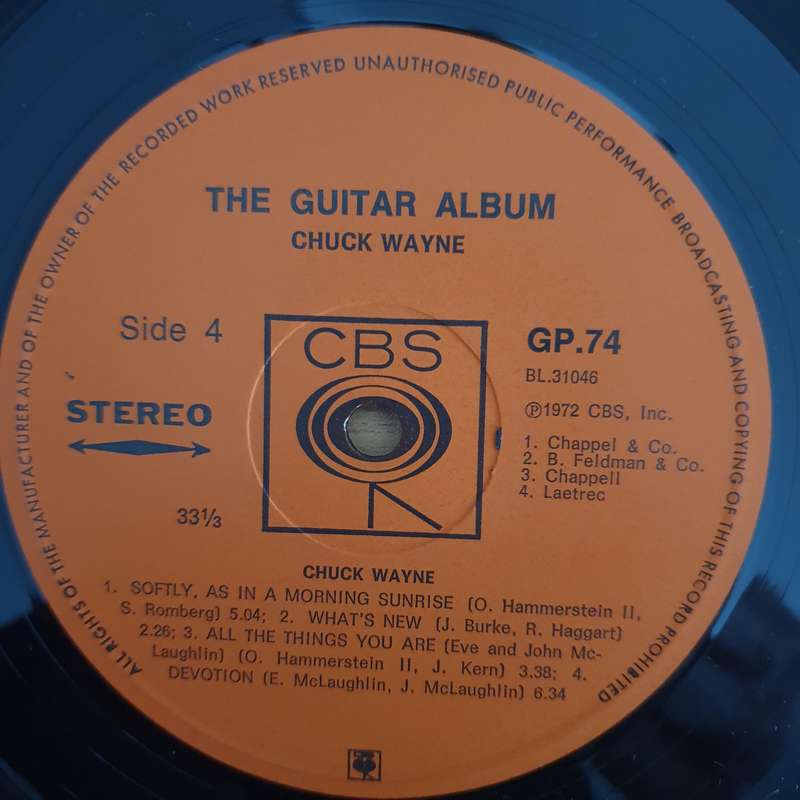 ALL RIGHTS OF THE MANUFACTURER AND OF THE OWNER OF THE RECORDED WORK RESERVED UNAUTHORISED PUBLIC PERFORMANCE BROADCASTING AND COPYING OF THIS RECORD PROHIBITED
THE GUITAR ALBUM
CHUCK WAYNE
Side 4
CBS
GP.74
BL.31046
STEREO
℗1972 CBS, Inc.
1. Chappel & Co.
2. B. Feldman & Co.
3. Chappell
4. Laetrec
33⅓
CHUCK WAYNE
1. SOFTLY, AS IN A MORNING SUNRISE (O. Hammerstein II,
S. Romberg) 5.04; 2. WHAT'S NEW (J. Burke, R. Haggart)
2.26; 3. ALL THE THINGS YOU ARE (Eve and John Mc-
Laughlin) (O. Hammerstein II, J. Kern) 3.38; 4.
DEVOTION (E. McLaughlin, J. McLaughlin) 6.34